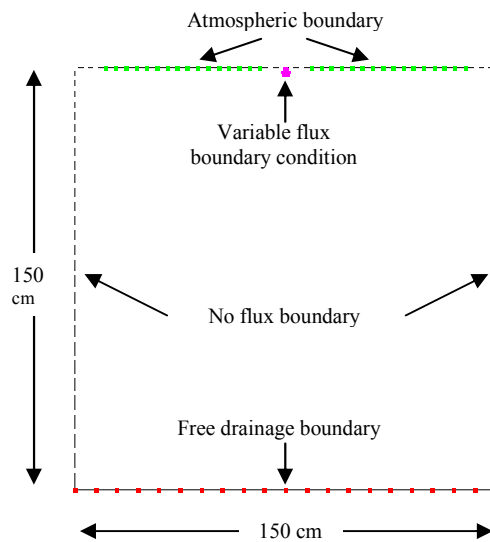 Atmospheric boundary
Variable flux
boundary condition
150
cm
No flux boundary
Free drainage boundary
150 cm